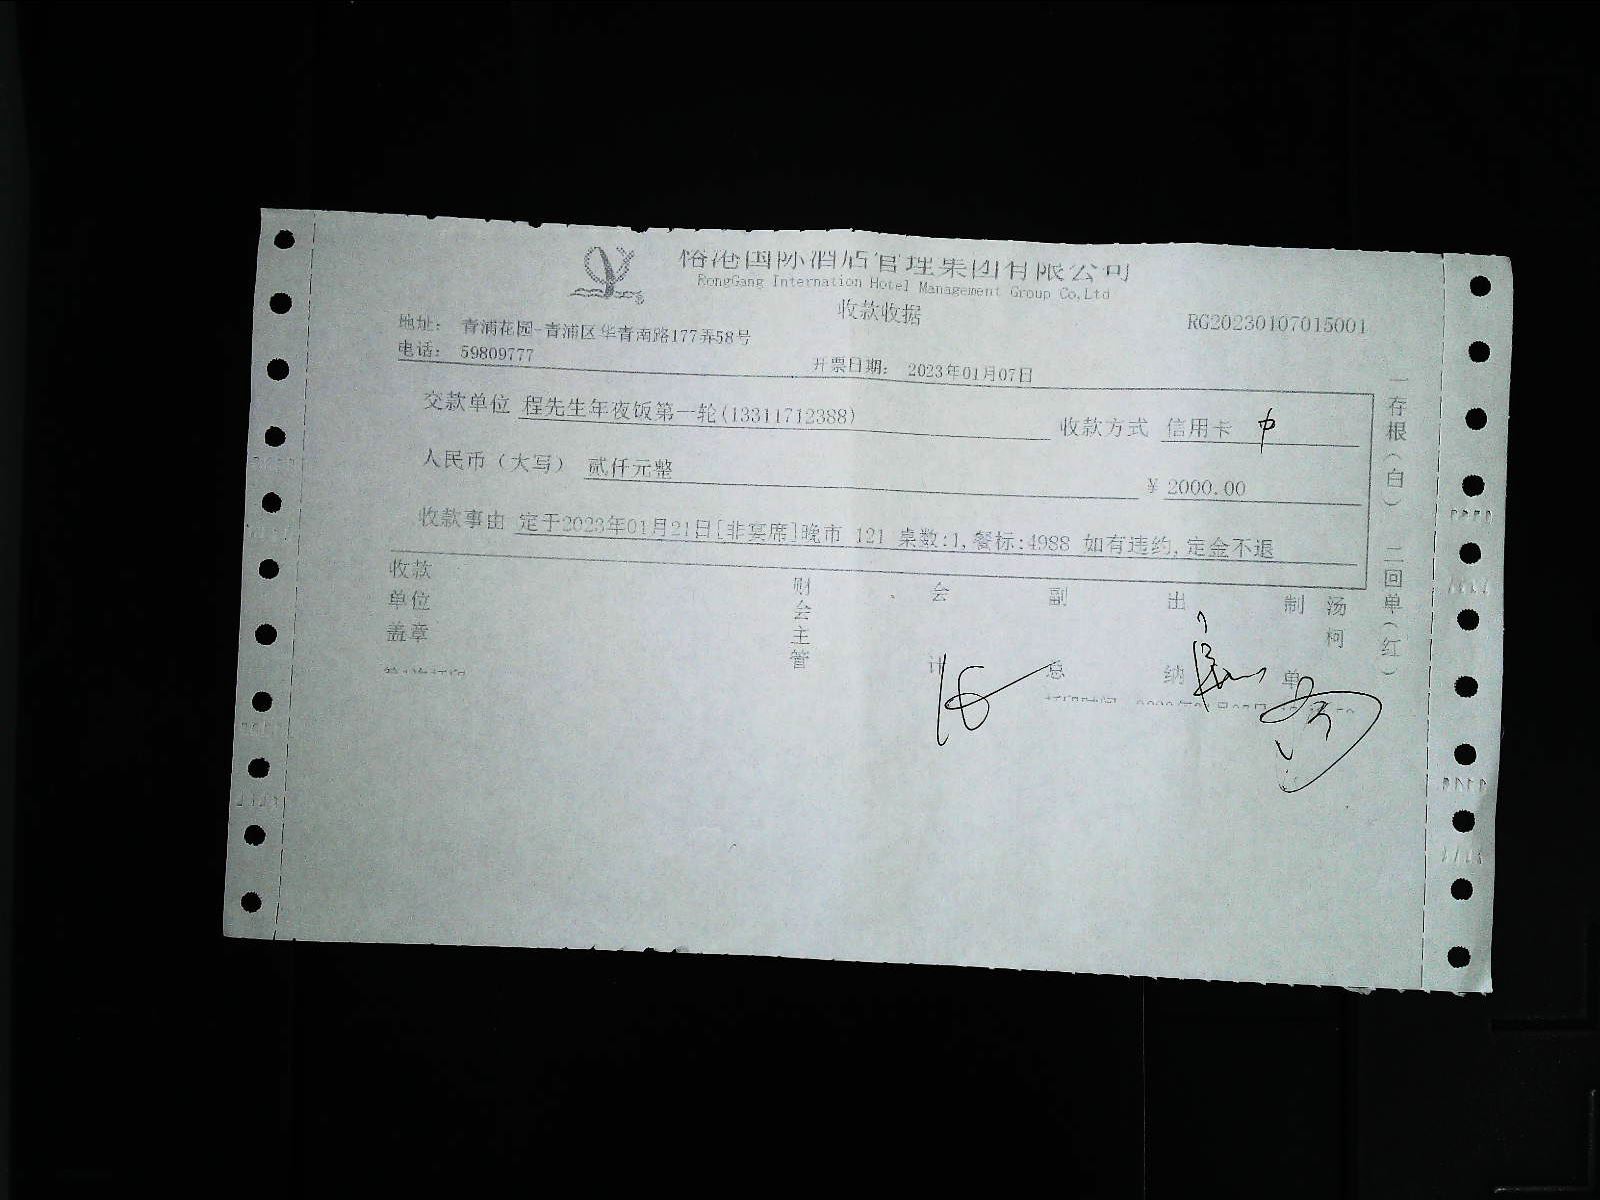 港国际酒店管理集团有限公司
RongGang Internation Hotel Management Group Co,Ltd
收款收据
RG20230107015001
地址： 青浦花园-青浦区华青南路177弄58号
电话： 59809777
开票日期： 2023年01月07日
交款单位 程先生年夜饭第一轮(13311712388)
收款方式 信用卡 中
人民币（大写） 贰仟元整
￥ 2000.00
收款事由 定于2023年01月21日[非宴席]晚市 121 桌数:1,餐标:4988 如有违约,定金不退
收款单位盖章
财会主管
会计
副总
出纳
制单
汤柯
一存根（白） 二回单（红）